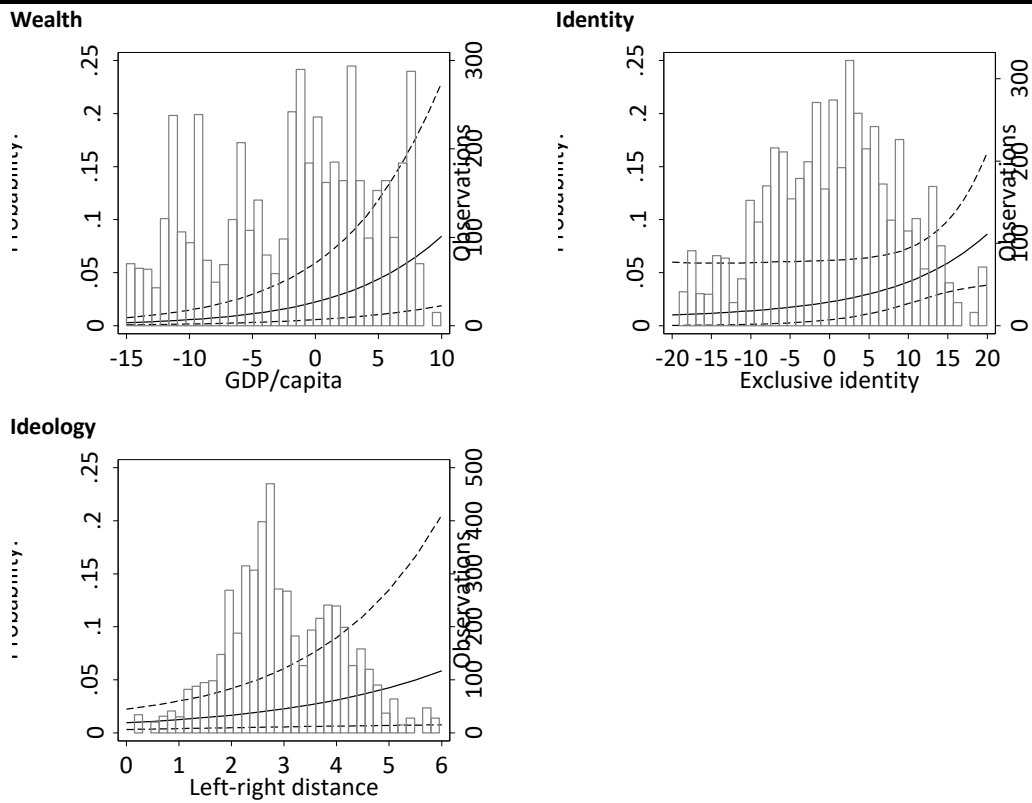 Wealth
Identity
.25
.2
.15
.1
.05
0
300
200
100
0
Observations
-15 -10 -5 0 5 10
GDP/capita
.25
.2
.15
.1
.05
0
300
200
100
0
Observations
-20 -15 -10 -5 0 5 10 15 20
Exclusive identity
Ideology
.25
.2
.15
.1
.05
0
500
400
300
200
100
0
Observations
0 1 2 3 4 5 6
Left-right distance